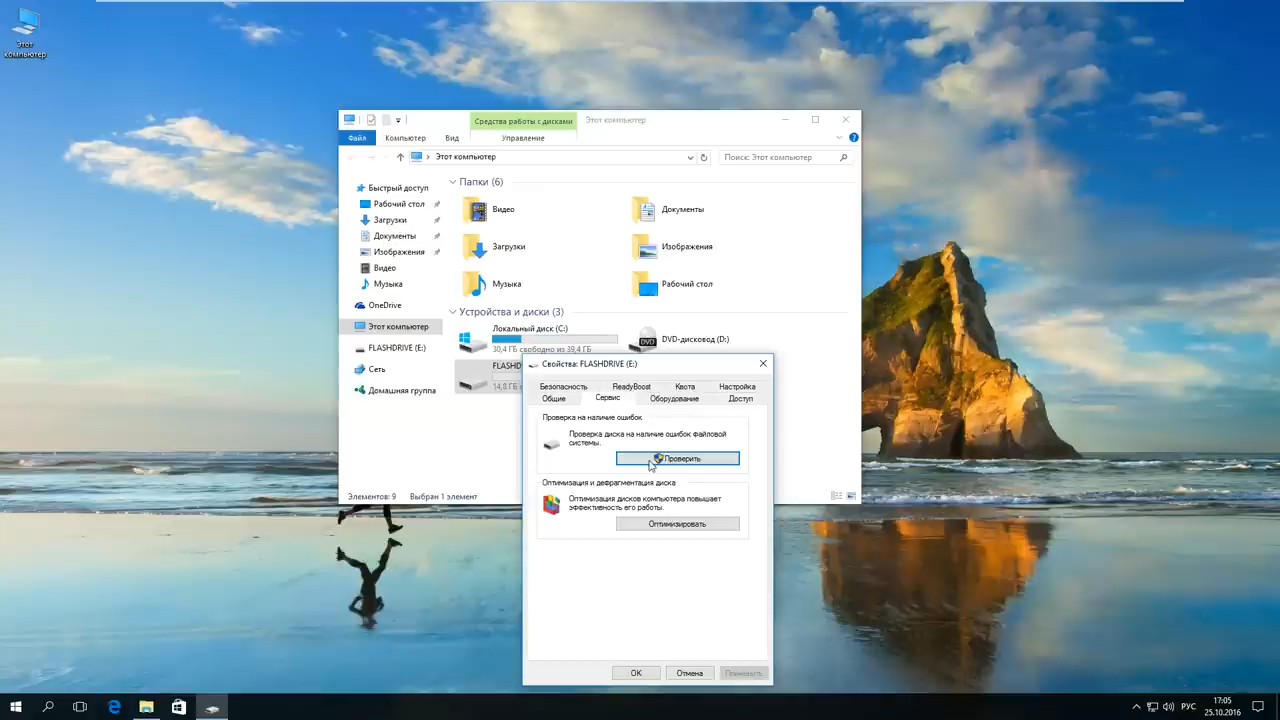 Этот
компьютер
Средства работы с дисками
Этот компьютер
Файл
Компьютер
Вид
Управление
Этот компьютер
Поиск: Этот компьютер
Быстрый доступ
Рабочий стол
Загрузки
Документы
Изображения
Видео
Музыка
OneDrive
Этот компьютер
FLASHDRIVE (E:)
Сеть
Домашняя группа
Папки (6)
Видео
Документы
Загрузки
Изображения
Музыка
Рабочий стол
Устройства и диски (3)
Локальный диск (C:)
30,4 ГБ свободно из 39,4 ГБ
DVD
DVD-дисковод (D:)
FLASHD
14,8 ГБ с
Элементов: 9
Выбран 1 элемент
Свойства: FLASHDRIVE (E:)
Безопасность
ReadyBoost
Квота
Настройка
Общие
Сервис
Оборудование
Доступ
Проверка на наличие ошибок
Проверка диска на наличие ошибок файловой
системы.
Проверить
Оптимизация и дефрагментация диска
Оптимизация дисков компьютера повышает
эффективность его работы.
Оптимизировать
OK
Отмена
Применить
РУС
17:05
25.10.2016